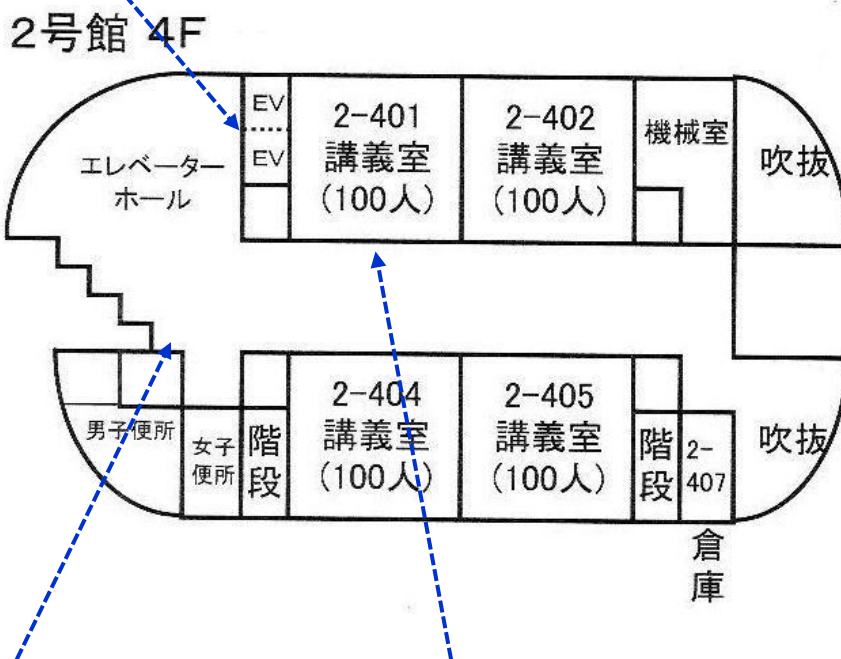 2号館 4F
EV
EV
エレベーター
ホール
2-401
講義室
(100人)
2-402
講義室
(100人)
機械室
吹抜
男子便所
女子
便所
階
段
2-404
講義室
(100人)
2-405
講義室
(100人)
階
段
2-
407
吹抜
倉
庫